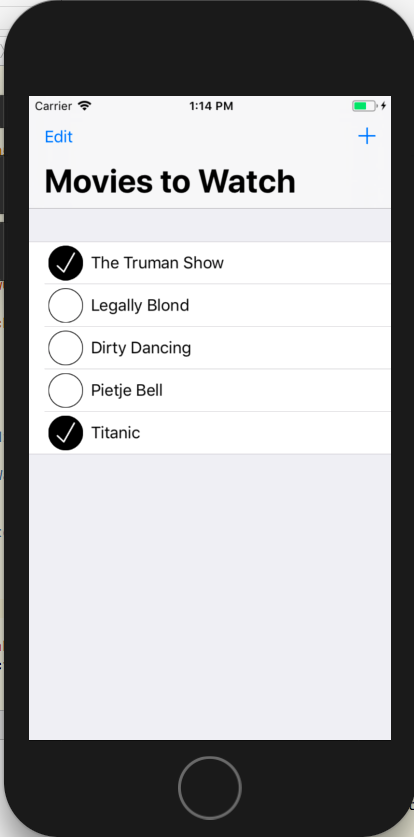 Carrier 1:14 PM
Edit
Movies to Watch
The Truman Show
Legally Blond
Dirty Dancing
Pietje Bell
Titanic